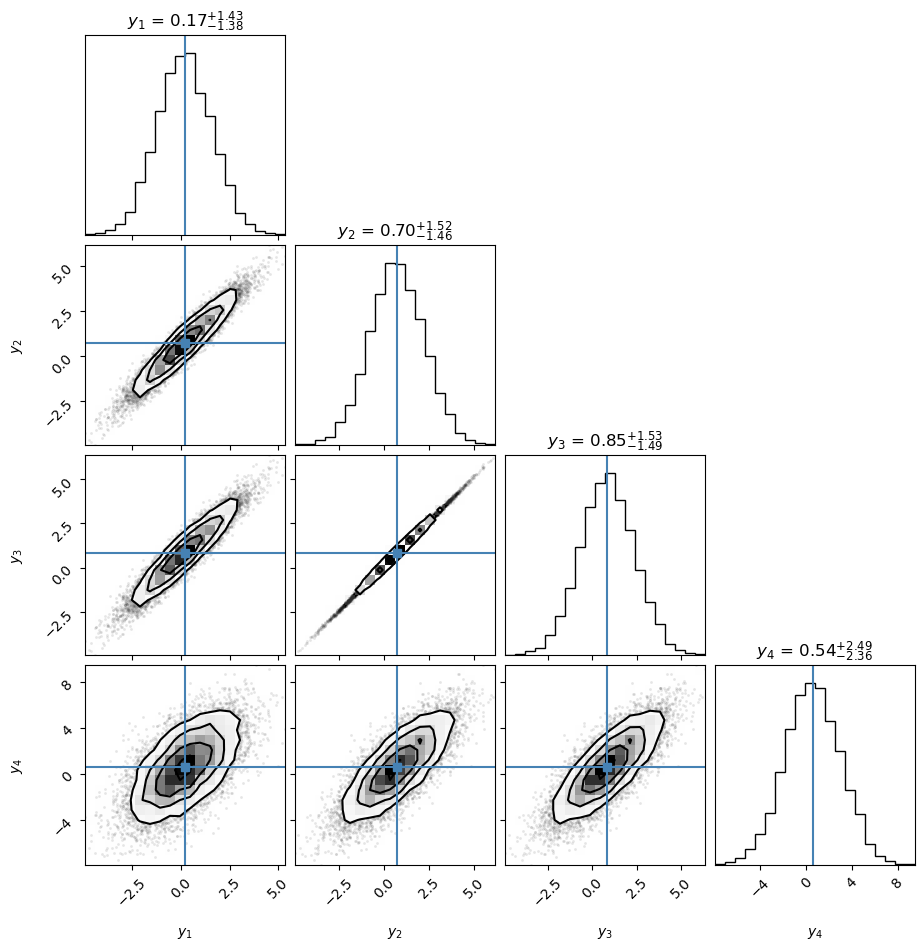 y₁ = 0.17+1.43−1.38
y₂ = 0.70+1.52−1.46
5.0
2.5
0.0
−2.5
y₂
y₃ = 0.85+1.53−1.49
5.0
2.5
0.0
−2.5
y₃
y₄ = 0.54+2.49−2.36
8
4
0
−4
y₄
−2.5 0.0 2.5 5.0 −2.5 0.0 2.5 5.0 −2.5 0.0 2.5 5.0 −4 0 4 8
y₁ y₂ y₃ y₄